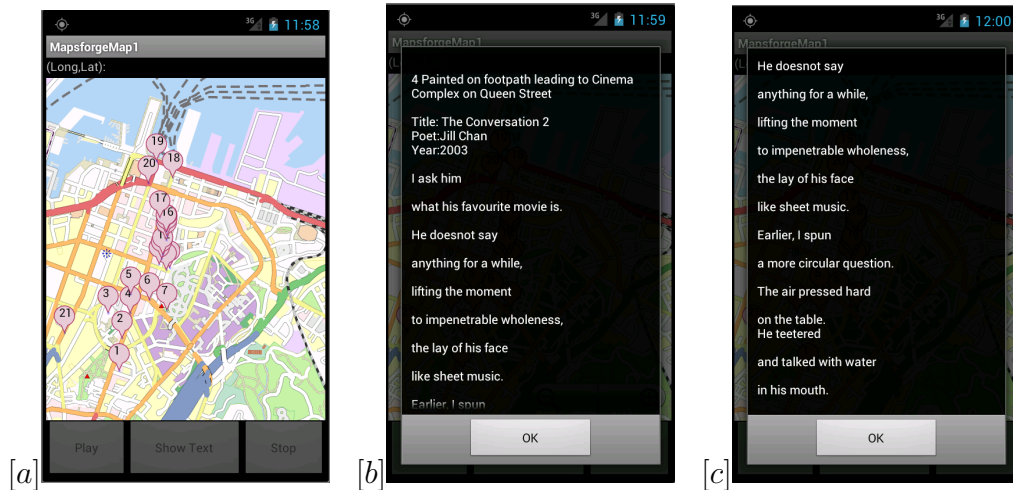 3G 11:58
MapsforgeMap1
(Long,Lat):
19
20
18
17
16
1
5
6
4
7
3
21
2
1
Play Show Text Stop
[a]
3G 11:59
MapsforgeMap1
4 Painted on footpath leading to Cinema
Complex on Queen Street
Title: The Conversation 2
Poet:Jill Chan
Year:2003
I ask him
what his favourite movie is.
He doesnot say
anything for a while,
lifting the moment
to impenetrable wholeness,
the lay of his face
like sheet music.
Earlier, I spun
OK
[b]
3G 12:00
MapsforgeMap1
He doesnot say
anything for a while,
lifting the moment
to impenetrable wholeness,
the lay of his face
like sheet music.
Earlier, I spun
a more circular question.
The air pressed hard
on the table.
He teetered
and talked with water
in his mouth.
OK
[c]